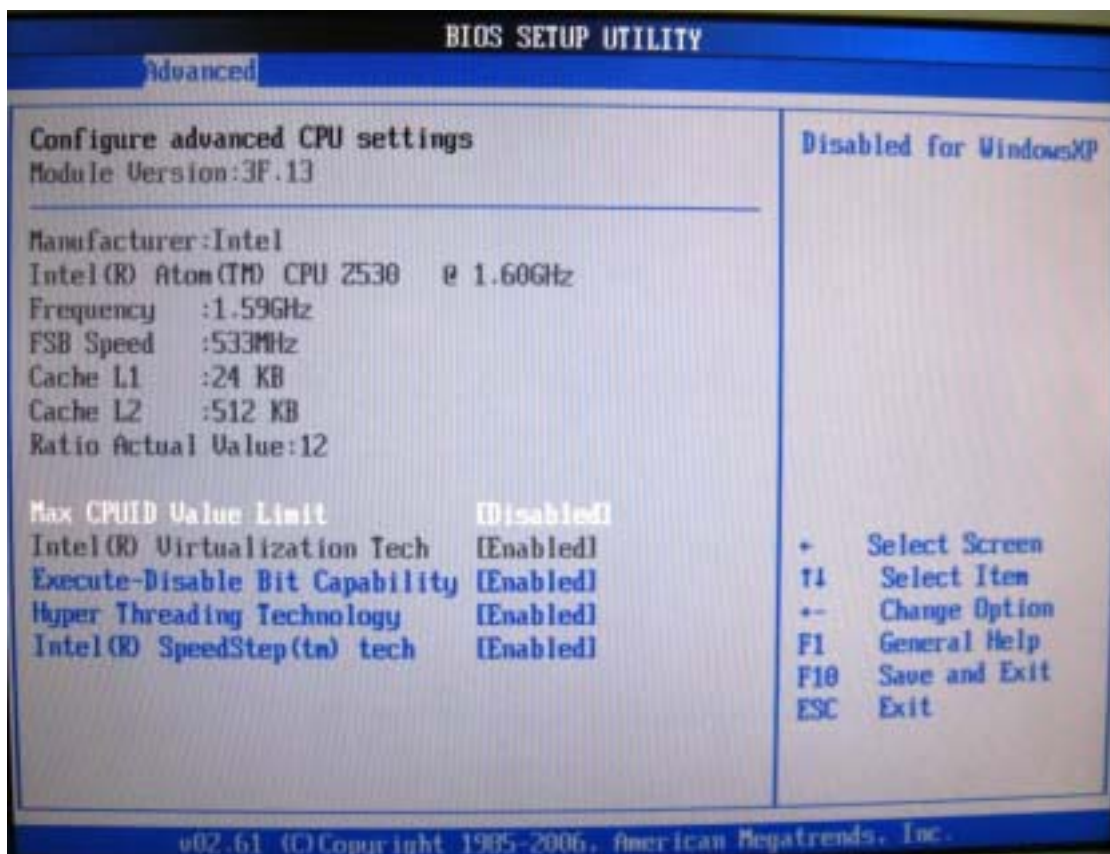 BIOS SETUP UTILITY
Advanced
Configure advanced CPU settings
Module Version:3F.13
Manufacturer:Intel
Intel(R) Atom(TM) CPU Z530 @ 1.60GHz
Frequency :1.59GHz
FSB Speed :533MHz
Cache L1 :24 KB
Cache L2 :512 KB
Ratio Actual Value:12
Max CPUID Value Limit [Disabled]
Intel(R) Virtualization Tech [Enabled]
Execute-Disable Bit Capability [Enabled]
Hyper Threading Technology [Enabled]
Intel(R) SpeedStep(tm) tech [Enabled]
Disabled for WindowsXP
← Select Screen
↑↓ Select Item
+- Change Option
F1 General Help
F10 Save and Exit
ESC Exit
v02.61 (C)Copyright 1985-2006, American Megatrends, Inc.